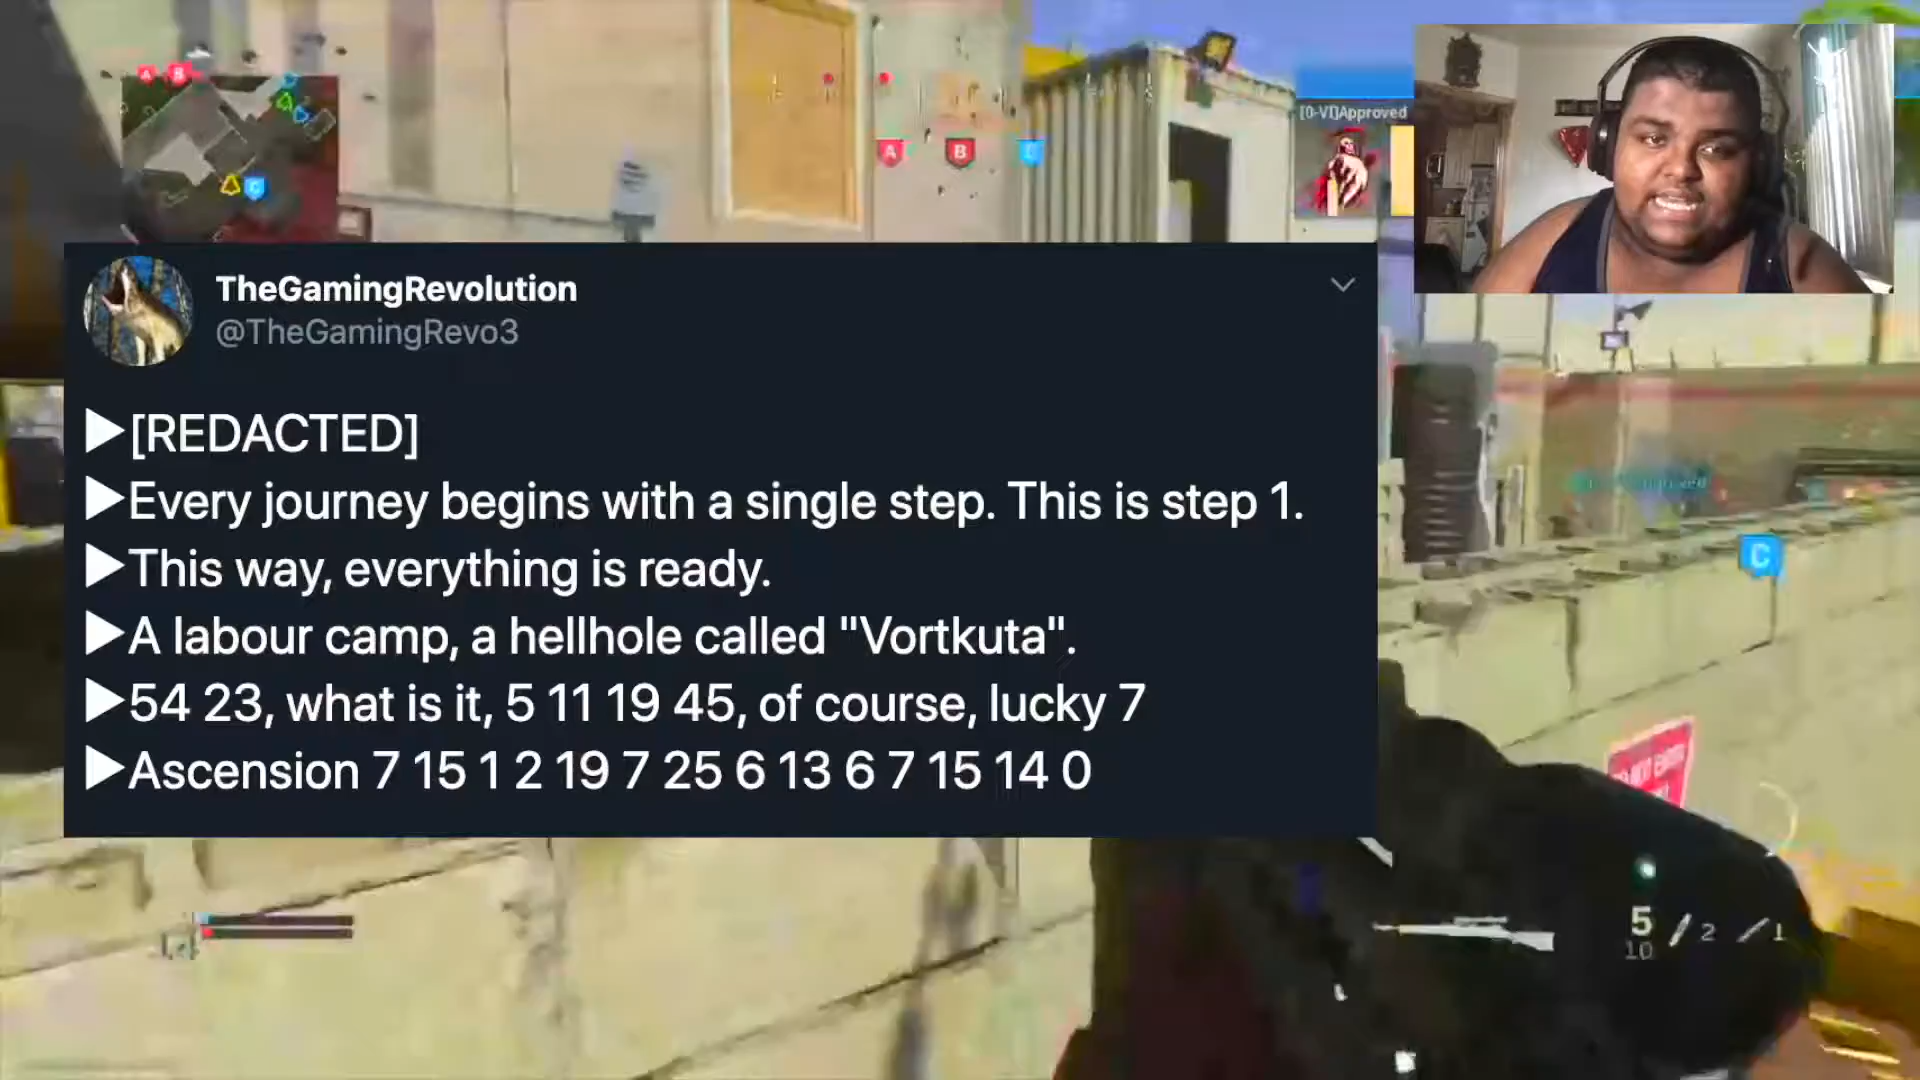 A B
C
A B C
[0-VI]Approved
TheGamingRevolution
@TheGamingRevo3
▶[REDACTED]
▶Every journey begins with a single step. This is step 1.
▶This way, everything is ready.
▶A labour camp, a hellhole called "Vortkuta".
▶54 23, what is it, 5 11 19 45, of course, lucky 7
▶Ascension 7 15 1 2 19 7 25 6 13 6 7 15 14 0
C
5 / 2 / 1
10